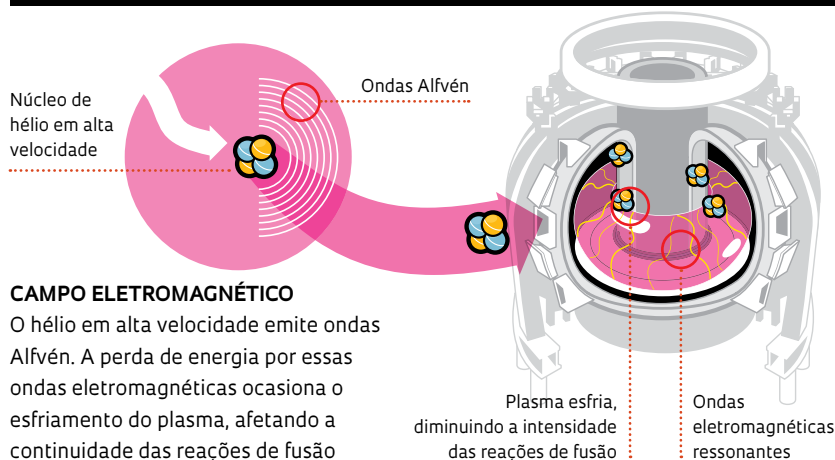 Núcleo de
hélio em alta
velocidade
Ondas Alfvén
CAMPO ELETROMAGNÉTICO
O hélio em alta velocidade emite ondas
Alfvén. A perda de energia por essas
ondas eletromagnéticas ocasiona o
esfriamento do plasma, afetando a
continuidade das reações de fusão
Plasma esfria,
diminuindo a intensidade
das reações de fusão
Ondas
eletromagnéticas
ressonantes